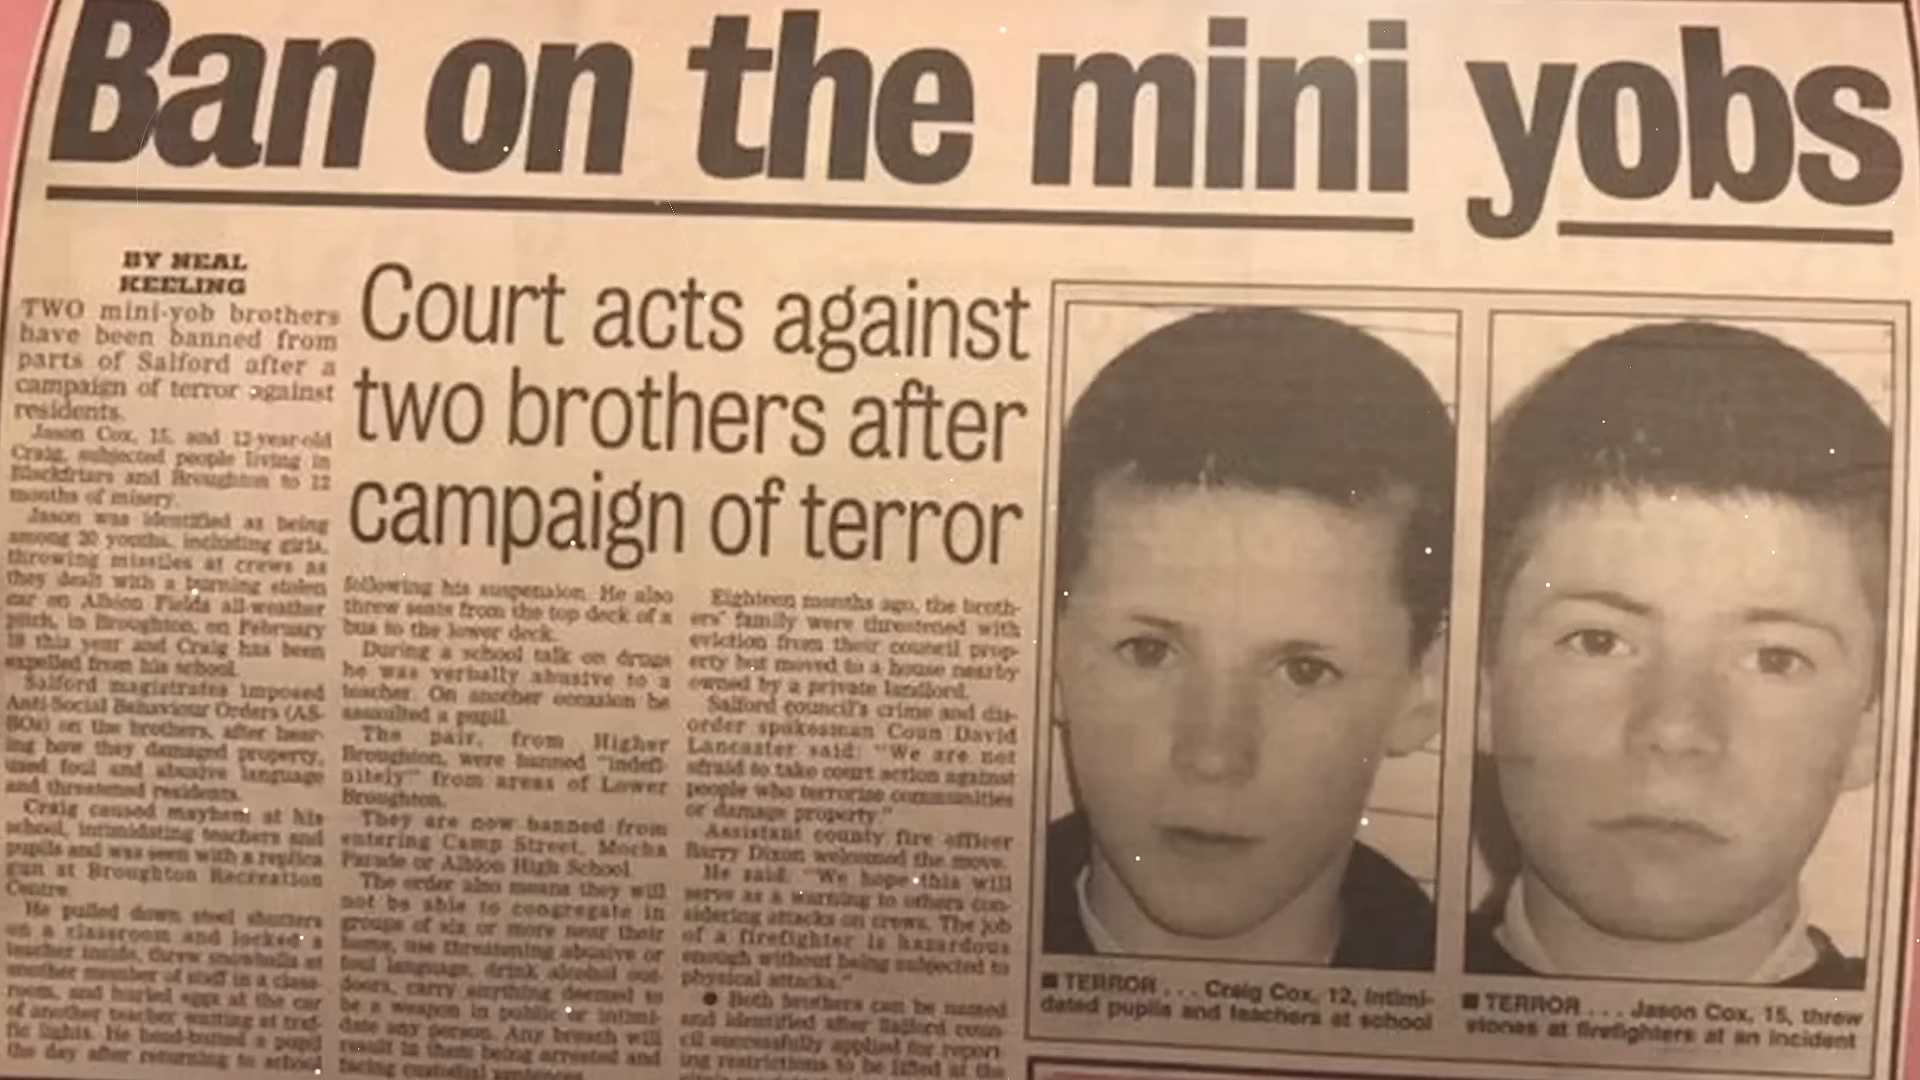 Ban on the mini yobs
BY NEAL
KEELING
TWO mini-yob brothers
have been banned from
parts of Salford after a
campaign of terror against
residents.
Jason Cox, 15, and 12-year-old
Craig, subjected people living in
Blackfriars and Broughton to 12
months of misery.
Jason was identified as being
among 20 youths, including girls,
throwing missiles at crews as
they dealt with a burning stolen
car on Albion Fields all-weather
pitch, in Broughton, on February
this year and Craig has been
expelled from his school.
Salford magistrates imposed
Anti-Social Behaviour Orders (AS-
BOs) on the brothers, after hear-
ing how they damaged property,
used foul and abusive language
and threatened residents.
Craig caused mayhem at his
school, intimidating teachers and
pupils and was seen with a replica
gun at Broughton Recreation
Centre.
He pulled down steel shutters
on a classroom and locked a
teacher inside, threw snowballs at
another member of staff in a class-
room, and hurled eggs at the car
of another teacher waiting at traf-
fic lights. He head-butted a pupil
the day after returning to school
Court acts against
two brothers after
campaign of terror
following his suspension. He also
threw seats from the top deck of a
bus to the lower deck.
During a school talk on drugs
he was verbally abusive to a
teacher. On another occasion he
assaulted a pupil.
The pair, from Higher
Broughton, were banned "indefi-
nitely" from areas of Lower
Broughton.
They are now banned from
entering Camp Street, Mocha
Parade or Albion High School.
The order also means they will
not be able to congregate in
groups of six or more near their
home, use threatening abusive or
foul language, drink alcohol out-
doors, carry anything deemed to
be a weapon in public or intimi-
date any person. Any breach will
result in them being arrested and
facing custodial sentences.
Eighteen months ago, the broth-
ers' family were threatened with
eviction from their council prop-
erty but moved to a house nearby
owned by a private landlord.
Salford council's crime and dis-
order spokesman Coun David
Lancaster said: "We are not
afraid to take court action against
people who terrorise communities
or damage property."
Assistant county fire officer
Barry Dixon welcomed the move.
He said: "We hope this will
serve as a warning to others con-
sidering attacks on crews. The job
of a firefighter is hazardous
enough without being subjected to
physical attacks."
● Both brothers can be named
and identified after Salford coun-
cil successfully applied for report-
ing restrictions to be lifted at the
■ TERROR . . . Craig Cox, 12, intimi-
dated pupils and teachers at school
■ TERROR . . . Jason Cox, 15, threw
stones at firefighters at an incident